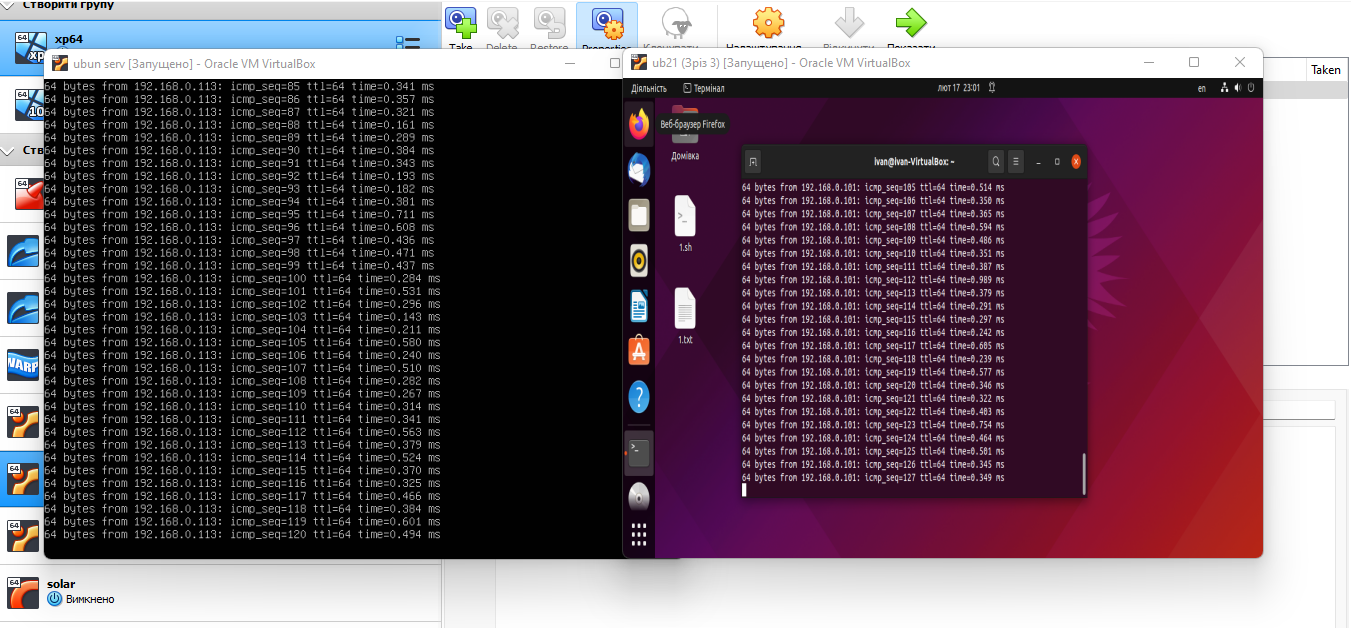 Створити групу
xp64
Take
Delete
Restore
Properties
Клонувати
Налаштування
Відкинути
Показати
Taken
64
XP
64
10
Ств
64
WARP
64
64
64
64
solar
Вимкнено
ubun serv [Запущено] - Oracle VM VirtualBox
64 bytes from 192.168.0.113: icmp_seq=85 ttl=64 time=0.341 ms
64 bytes from 192.168.0.113: icmp_seq=86 ttl=64 time=0.357 ms
64 bytes from 192.168.0.113: icmp_seq=87 ttl=64 time=0.321 ms
64 bytes from 192.168.0.113: icmp_seq=88 ttl=64 time=0.161 ms
64 bytes from 192.168.0.113: icmp_seq=89 ttl=64 time=0.289 ms
64 bytes from 192.168.0.113: icmp_seq=90 ttl=64 time=0.384 ms
64 bytes from 192.168.0.113: icmp_seq=91 ttl=64 time=0.343 ms
64 bytes from 192.168.0.113: icmp_seq=92 ttl=64 time=0.193 ms
64 bytes from 192.168.0.113: icmp_seq=93 ttl=64 time=0.182 ms
64 bytes from 192.168.0.113: icmp_seq=94 ttl=64 time=0.381 ms
64 bytes from 192.168.0.113: icmp_seq=95 ttl=64 time=0.711 ms
64 bytes from 192.168.0.113: icmp_seq=96 ttl=64 time=0.608 ms
64 bytes from 192.168.0.113: icmp_seq=97 ttl=64 time=0.436 ms
64 bytes from 192.168.0.113: icmp_seq=98 ttl=64 time=0.471 ms
64 bytes from 192.168.0.113: icmp_seq=99 ttl=64 time=0.437 ms
64 bytes from 192.168.0.113: icmp_seq=100 ttl=64 time=0.284 ms
64 bytes from 192.168.0.113: icmp_seq=101 ttl=64 time=0.531 ms
64 bytes from 192.168.0.113: icmp_seq=102 ttl=64 time=0.296 ms
64 bytes from 192.168.0.113: icmp_seq=103 ttl=64 time=0.143 ms
64 bytes from 192.168.0.113: icmp_seq=104 ttl=64 time=0.211 ms
64 bytes from 192.168.0.113: icmp_seq=105 ttl=64 time=0.580 ms
64 bytes from 192.168.0.113: icmp_seq=106 ttl=64 time=0.240 ms
64 bytes from 192.168.0.113: icmp_seq=107 ttl=64 time=0.510 ms
64 bytes from 192.168.0.113: icmp_seq=108 ttl=64 time=0.282 ms
64 bytes from 192.168.0.113: icmp_seq=109 ttl=64 time=0.267 ms
64 bytes from 192.168.0.113: icmp_seq=110 ttl=64 time=0.314 ms
64 bytes from 192.168.0.113: icmp_seq=111 ttl=64 time=0.341 ms
64 bytes from 192.168.0.113: icmp_seq=112 ttl=64 time=0.563 ms
64 bytes from 192.168.0.113: icmp_seq=113 ttl=64 time=0.379 ms
64 bytes from 192.168.0.113: icmp_seq=114 ttl=64 time=0.524 ms
64 bytes from 192.168.0.113: icmp_seq=115 ttl=64 time=0.370 ms
64 bytes from 192.168.0.113: icmp_seq=116 ttl=64 time=0.325 ms
64 bytes from 192.168.0.113: icmp_seq=117 ttl=64 time=0.466 ms
64 bytes from 192.168.0.113: icmp_seq=118 ttl=64 time=0.384 ms
64 bytes from 192.168.0.113: icmp_seq=119 ttl=64 time=0.601 ms
64 bytes from 192.168.0.113: icmp_seq=120 ttl=64 time=0.494 ms
ub21 (Зріз 3) [Запущено] - Oracle VM VirtualBox
Діяльність
Термінал
лют 17 23:01
en
Веб-браузер Firefox
Домівка
1.sh
1.txt
ivan@ivan-VirtualBox: ~
64 bytes from 192.168.0.101: icmp_seq=105 ttl=64 time=0.514 ms
64 bytes from 192.168.0.101: icmp_seq=106 ttl=64 time=0.350 ms
64 bytes from 192.168.0.101: icmp_seq=107 ttl=64 time=0.365 ms
64 bytes from 192.168.0.101: icmp_seq=108 ttl=64 time=0.594 ms
64 bytes from 192.168.0.101: icmp_seq=109 ttl=64 time=0.486 ms
64 bytes from 192.168.0.101: icmp_seq=110 ttl=64 time=0.351 ms
64 bytes from 192.168.0.101: icmp_seq=111 ttl=64 time=0.387 ms
64 bytes from 192.168.0.101: icmp_seq=112 ttl=64 time=0.989 ms
64 bytes from 192.168.0.101: icmp_seq=113 ttl=64 time=0.379 ms
64 bytes from 192.168.0.101: icmp_seq=114 ttl=64 time=0.291 ms
64 bytes from 192.168.0.101: icmp_seq=115 ttl=64 time=0.297 ms
64 bytes from 192.168.0.101: icmp_seq=116 ttl=64 time=0.242 ms
64 bytes from 192.168.0.101: icmp_seq=117 ttl=64 time=0.605 ms
64 bytes from 192.168.0.101: icmp_seq=118 ttl=64 time=0.239 ms
64 bytes from 192.168.0.101: icmp_seq=119 ttl=64 time=0.577 ms
64 bytes from 192.168.0.101: icmp_seq=120 ttl=64 time=0.346 ms
64 bytes from 192.168.0.101: icmp_seq=121 ttl=64 time=0.322 ms
64 bytes from 192.168.0.101: icmp_seq=122 ttl=64 time=0.403 ms
64 bytes from 192.168.0.101: icmp_seq=123 ttl=64 time=0.754 ms
64 bytes from 192.168.0.101: icmp_seq=124 ttl=64 time=0.464 ms
64 bytes from 192.168.0.101: icmp_seq=125 ttl=64 time=0.501 ms
64 bytes from 192.168.0.101: icmp_seq=126 ttl=64 time=0.345 ms
64 bytes from 192.168.0.101: icmp_seq=127 ttl=64 time=0.349 ms